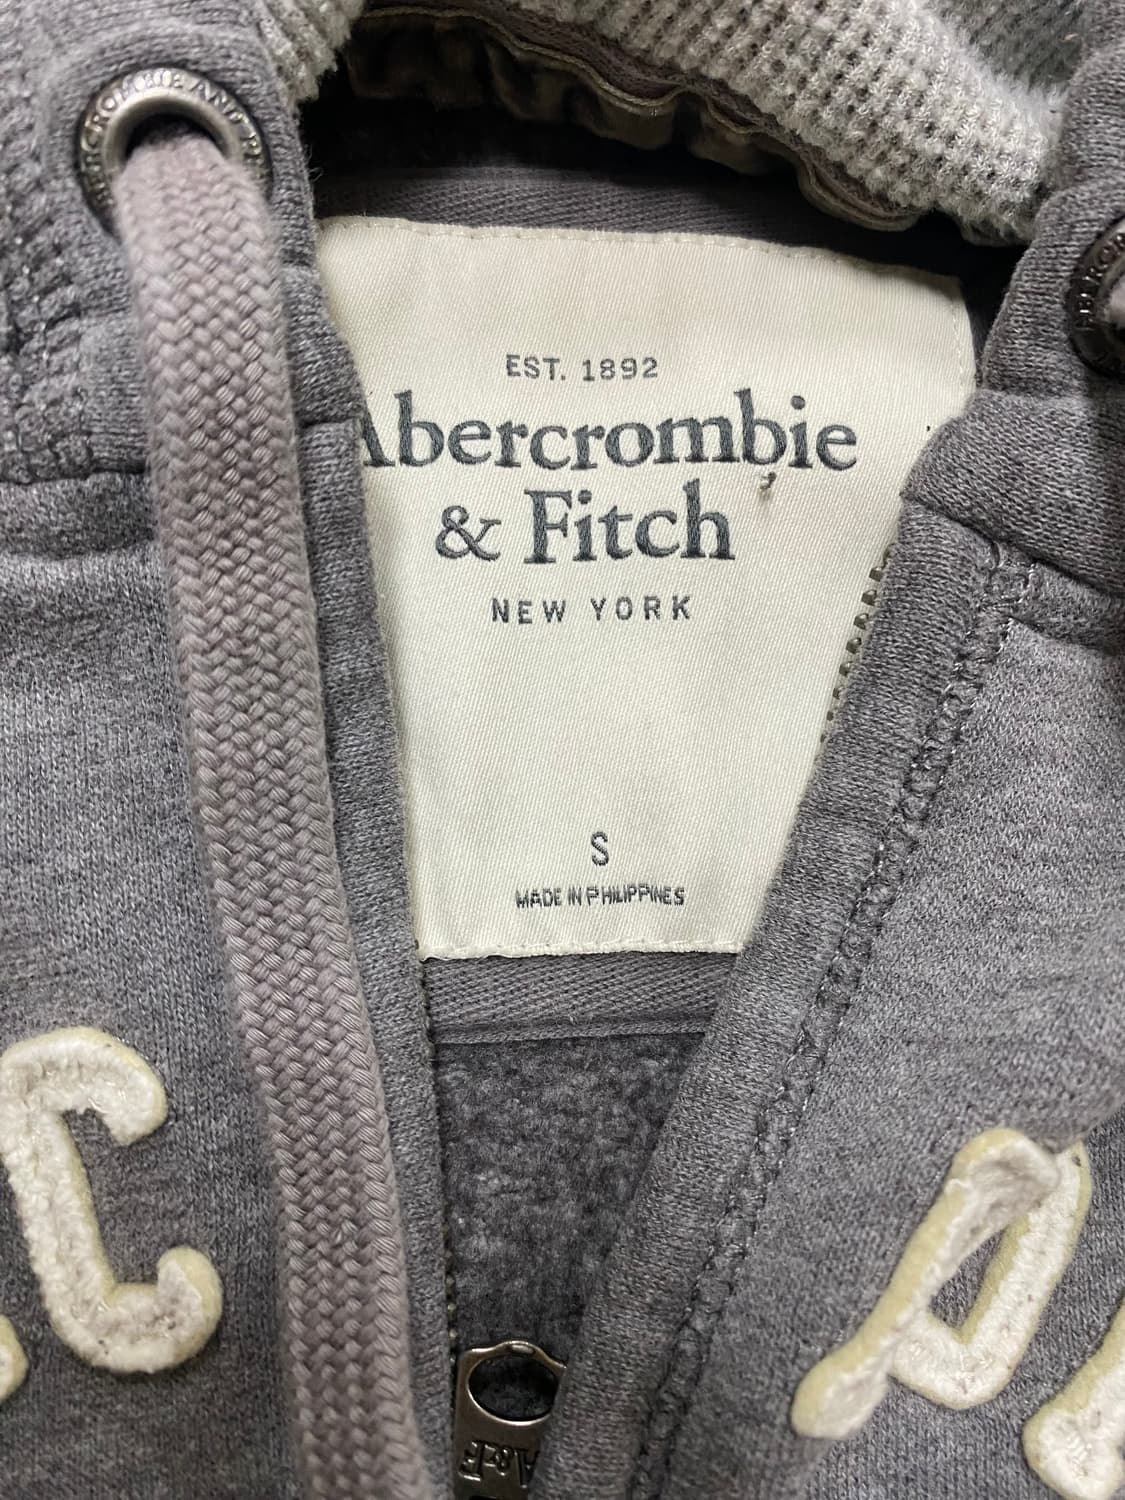 EST. 1892
Abercrombie
& Fitch
NEW YORK
S
MADE IN PHILIPPINES
A&F
C